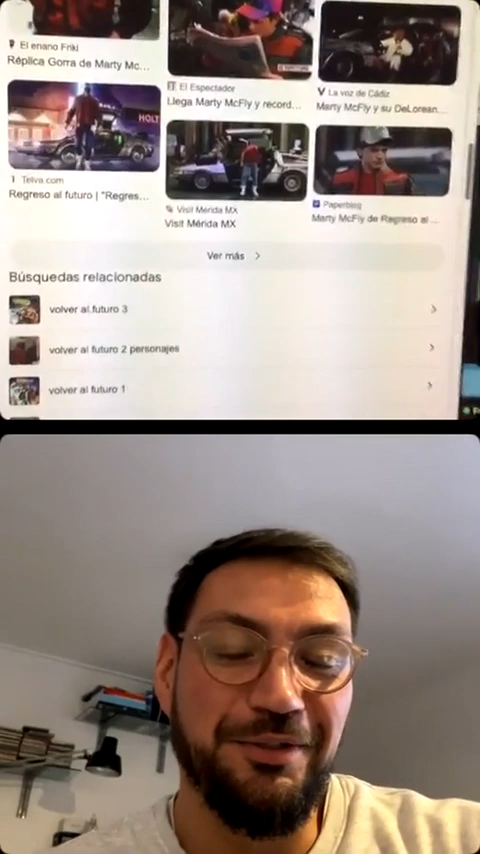 El enano Friki
Réplica Gorra de Marty Mc...
El Espectador
Llega Marty McFly y record...
La voz de Cádiz
Marty McFly y su DeLorean...
HOLT
Telva.com
Regreso al futuro | "Regres...
Visit Mérida MX
Visit Mérida MX
Paperblog
Marty McFly de Regreso al ...
Ver más
Búsquedas relacionadas
volver al futuro 3
volver al futuro 2 personajes
volver al futuro 1